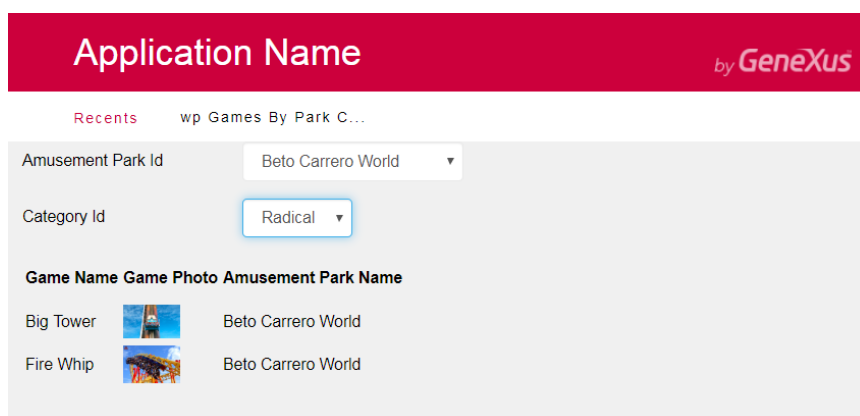 Application Name
by GeneXus
Recents wp Games By Park C...
Amusement Park Id Beto Carrero World
Category Id Radical
Game Name Game Photo Amusement Park Name
Big Tower Beto Carrero World
Fire Whip Beto Carrero World